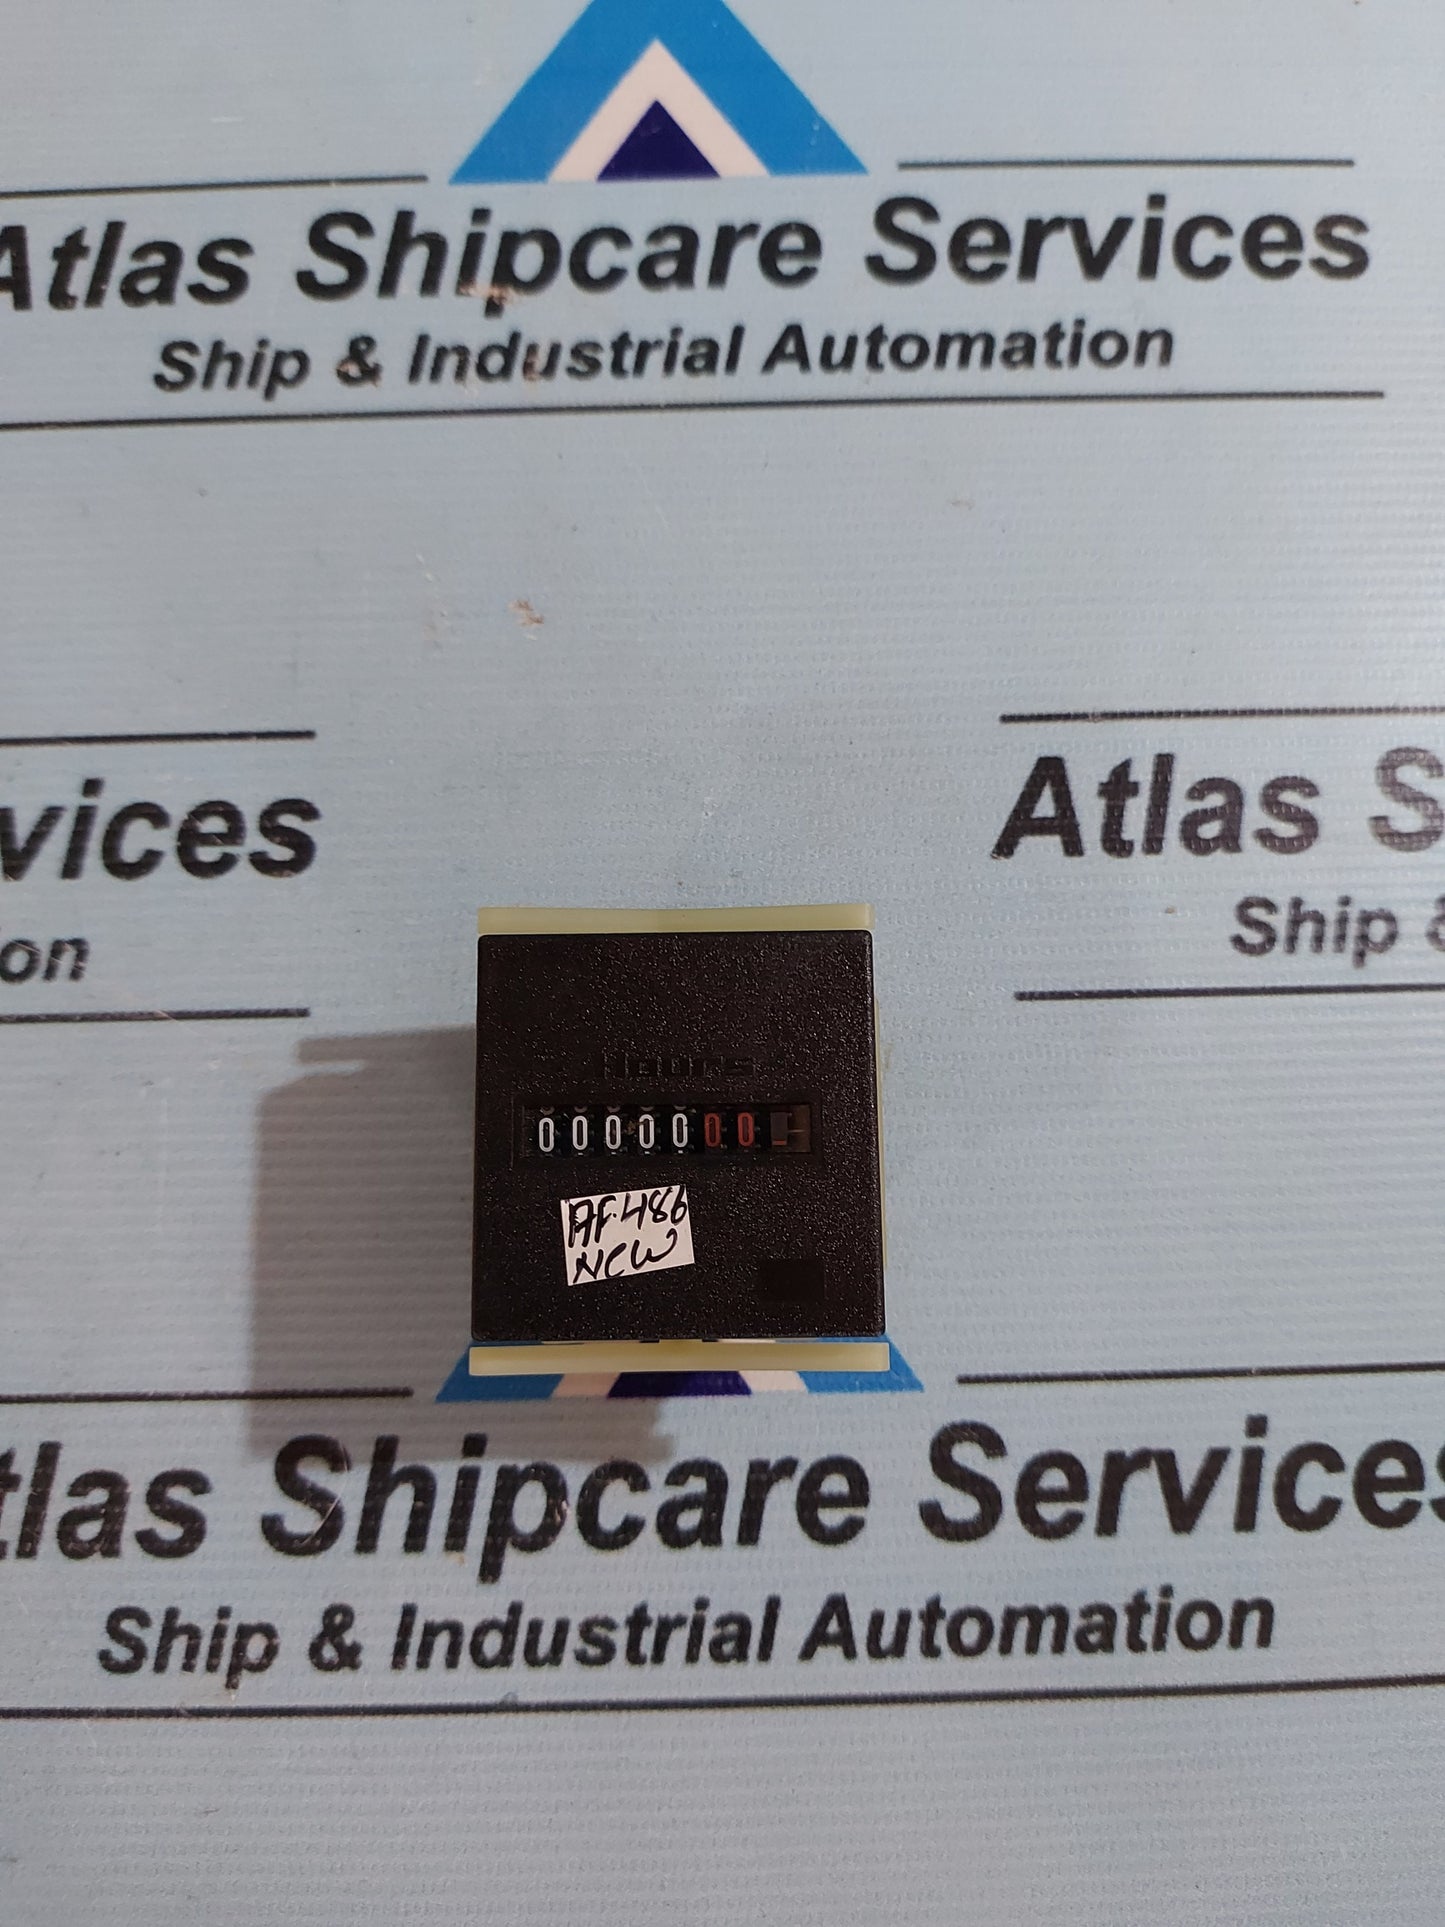 Atlas Shipcare Services
Ship & Industrial Automation
vices
on
Atlas S
Ship &
hours
0000000
AF-486
NEW
tlas Shipcare Services
Ship & Industrial Automation